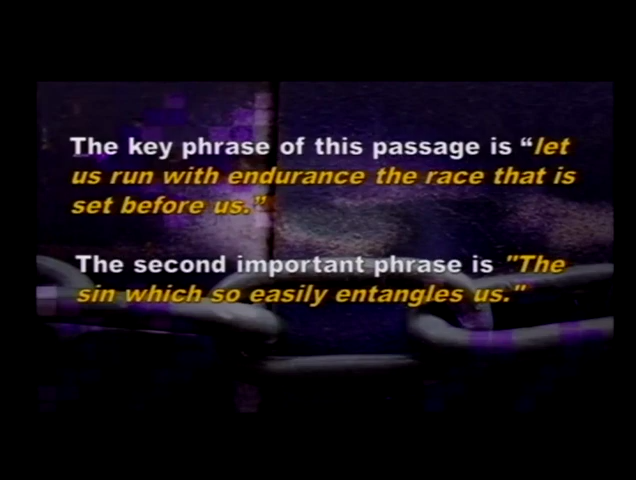 The key phrase of this passage is “let
us run with endurance the race that is
set before us.”
The second important phrase is "The
sin which so easily entangles us."